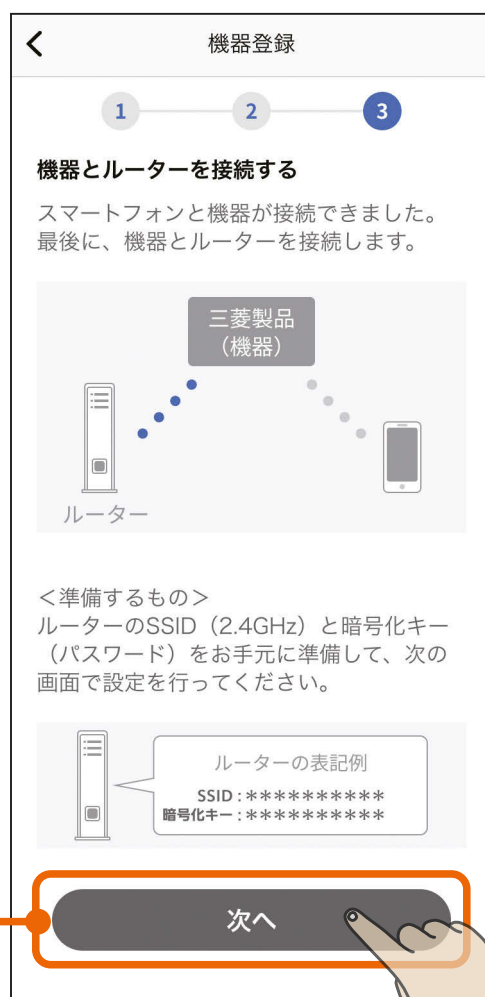 機器登録
1 2 3
機器とルーターを接続する
スマートフォンと機器が接続できました。
最後に、機器とルーターを接続します。
三菱製品
（機器）
ルーター
＜準備するもの＞
ルーターのSSID（2.4GHz）と暗号化キー
（パスワード）をお手元に準備して、次の
画面で設定を行ってください。
ルーターの表記例
SSID：**********
暗号化キー：**********
次へ